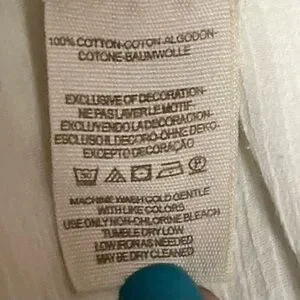 100% COTTON-COTON-ALGODON-
COTONE-BAUMWOLLE
EXCLUSIVE OF DECORATION-
NE PAS LAVER LE MOTIF-
EXCLUYENDO LA DECORACION-
ESCLUSO IL DECORO-OHNE DEKO.
EXCEPTO DECORAÇÃO
MACHINE WASH COLD GENTLE
WITH LIKE COLORS
USE ONLY NON-CHLORINE BLEACH
TUMBLE DRY LOW
LOW IRON AS NEEDED
MAY BE DRY CLEANED